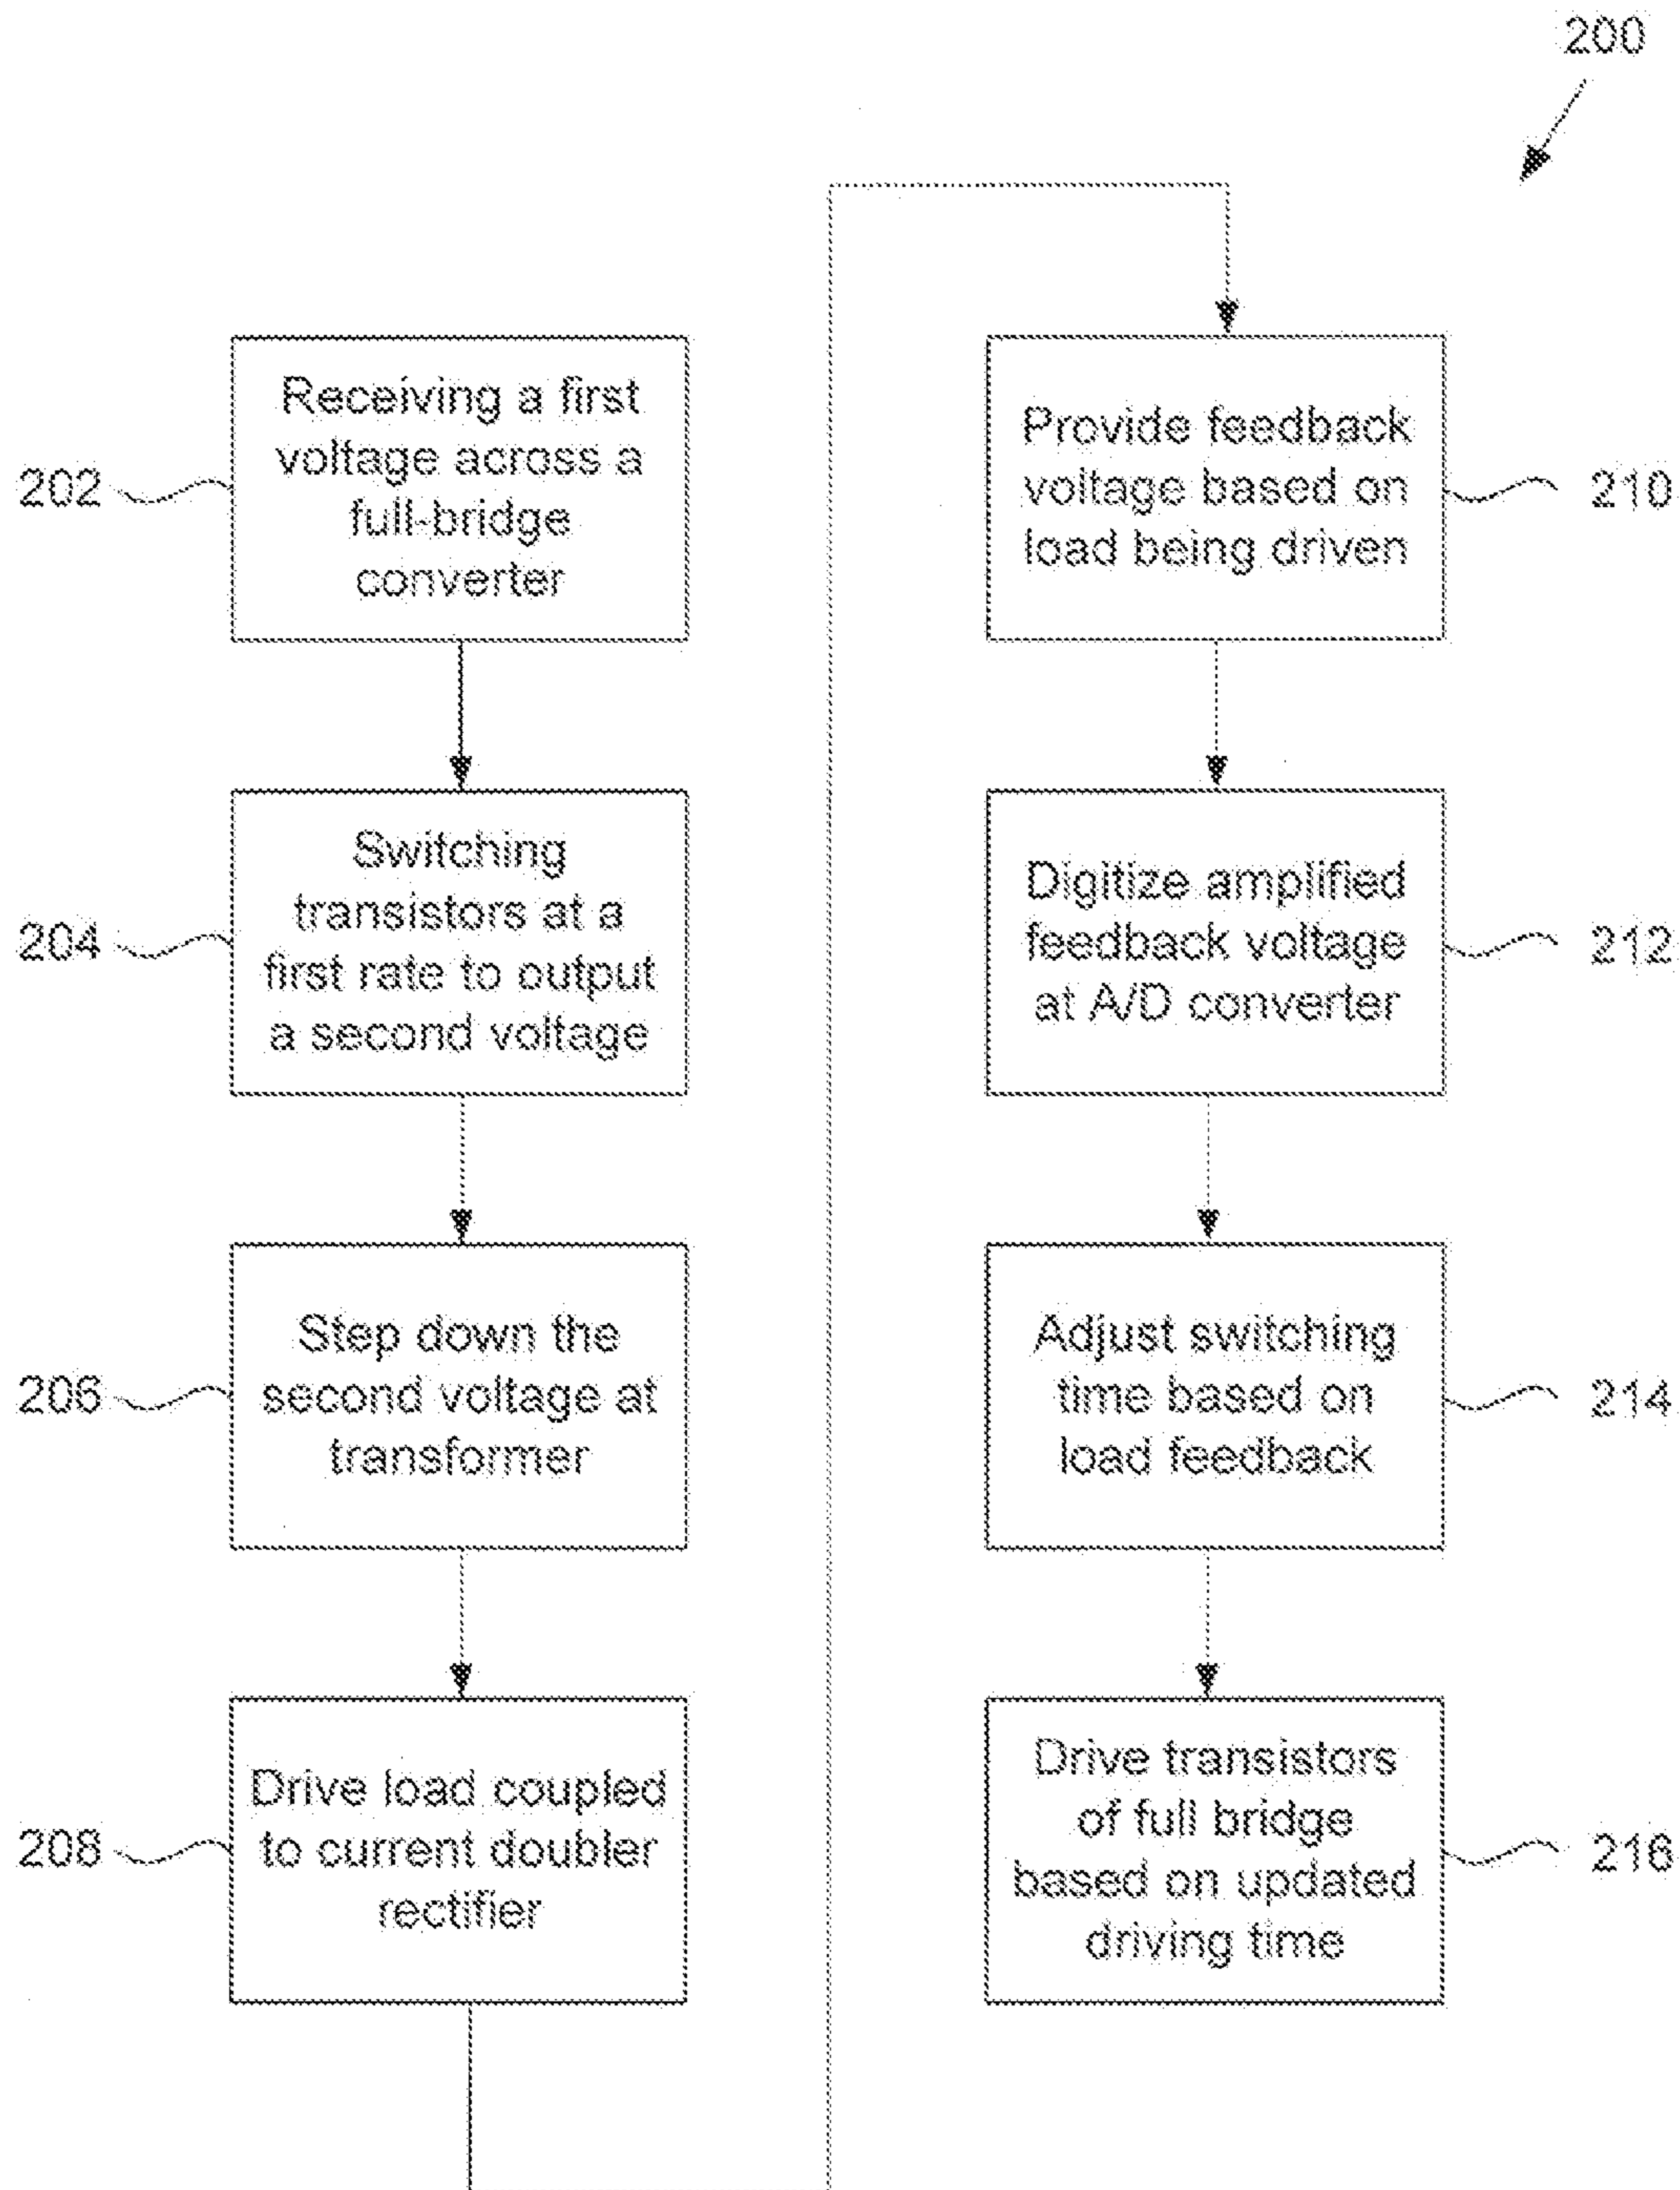 200
202
Receiving a first
voltage across a
full-bridge
converter
204
Switching
transistors at a
first rate to output
a second voltage
206
Step down the
second voltage at
transformer
208
Drive load coupled
to current doubler
rectifier
Provide feedback
voltage based on
load being driven
210
Digitize amplified
feedback voltage
at A/D converter
212
Adjust switching
time based on
load feedback
214
Drive transistors
of full bridge
based on updated
driving time
216